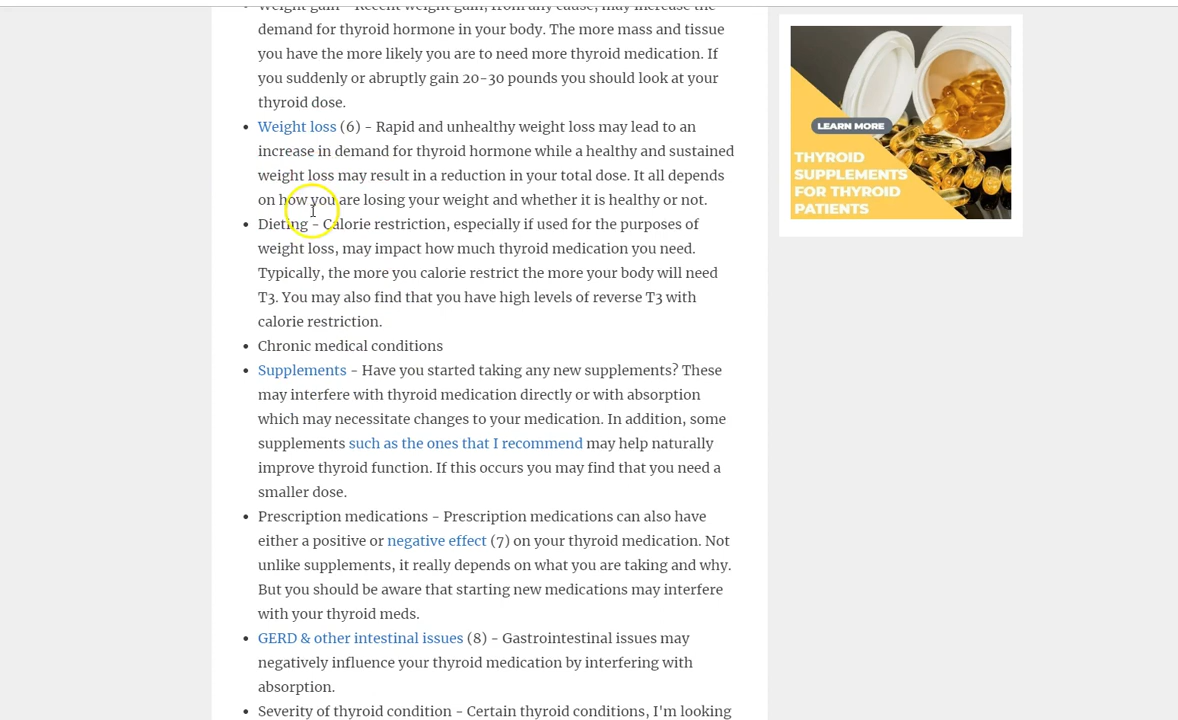 Weight gain - Recent weight gain, from any cause, may increase the
demand for thyroid hormone in your body. The more mass and tissue
you have the more likely you are to need more thyroid medication. If
you suddenly or abruptly gain 20-30 pounds you should look at your
thyroid dose.
• Weight loss (6) - Rapid and unhealthy weight loss may lead to an
increase in demand for thyroid hormone while a healthy and sustained
weight loss may result in a reduction in your total dose. It all depends
on how you are losing your weight and whether it is healthy or not.
• Dieting - Calorie restriction, especially if used for the purposes of
weight loss, may impact how much thyroid medication you need.
Typically, the more you calorie restrict the more your body will need
T3. You may also find that you have high levels of reverse T3 with
calorie restriction.
• Chronic medical conditions
• Supplements - Have you started taking any new supplements? These
may interfere with thyroid medication directly or with absorption
which may necessitate changes to your medication. In addition, some
supplements such as the ones that I recommend may help naturally
improve thyroid function. If this occurs you may find that you need a
smaller dose.
• Prescription medications - Prescription medications can also have
either a positive or negative effect (7) on your thyroid medication. Not
unlike supplements, it really depends on what you are taking and why.
But you should be aware that starting new medications may interfere
with your thyroid meds.
• GERD & other intestinal issues (8) - Gastrointestinal issues may
negatively influence your thyroid medication by interfering with
absorption.
• Severity of thyroid condition - Certain thyroid conditions, I'm looking
LEARN MORE
THYROID
SUPPLEMENTS
FOR THYROID
PATIENTS